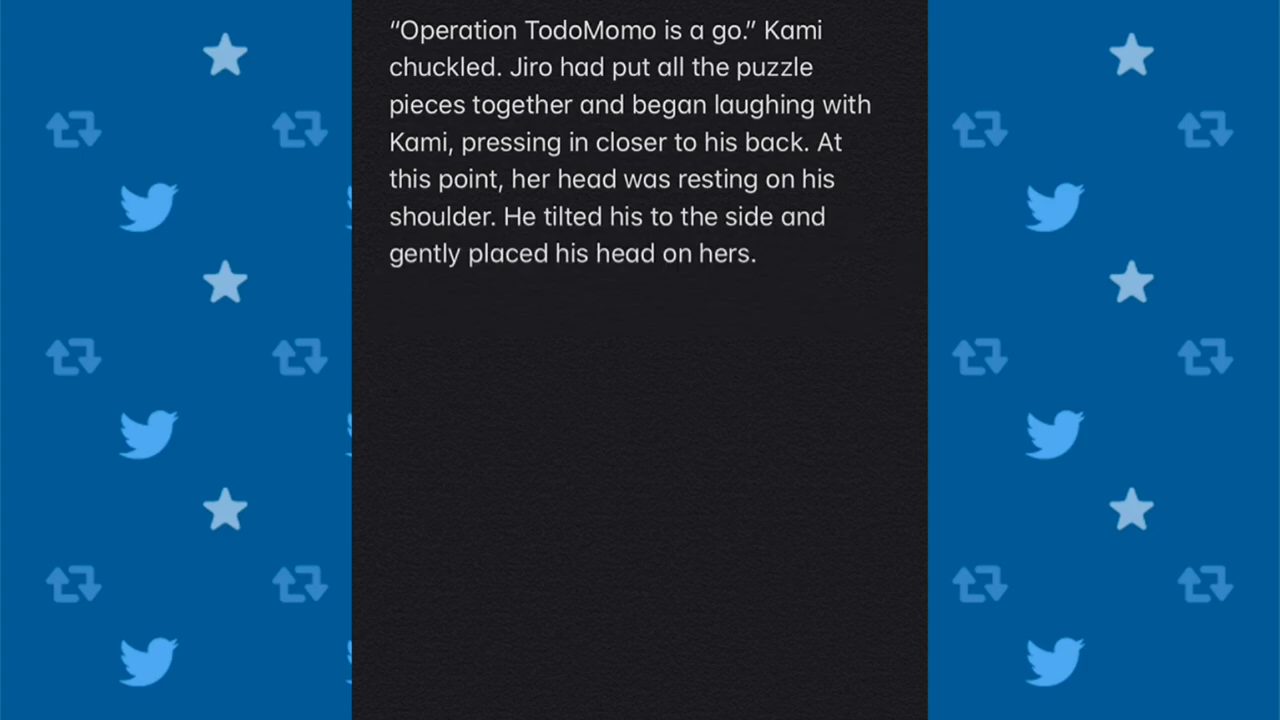 “Operation TodoMomo is a go.” Kami
chuckled. Jiro had put all the puzzle
pieces together and began laughing with
Kami, pressing in closer to his back. At
this point, her head was resting on his
shoulder. He tilted his to the side and
gently placed his head on hers.